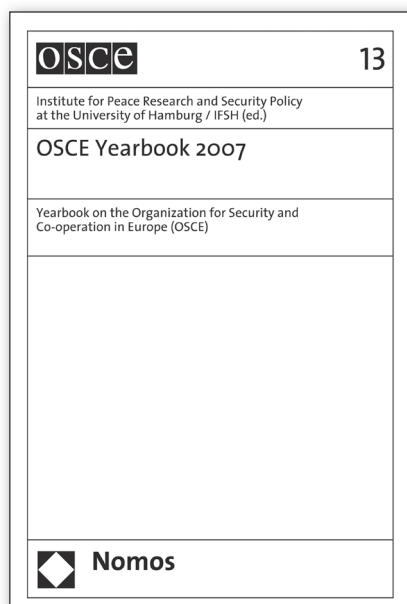 osce
13
Institute for Peace Research and Security Policy
at the University of Hamburg / IFSH (ed.)
OSCE Yearbook 2007
Yearbook on the Organization for Security and
Co-operation in Europe (OSCE)
Nomos